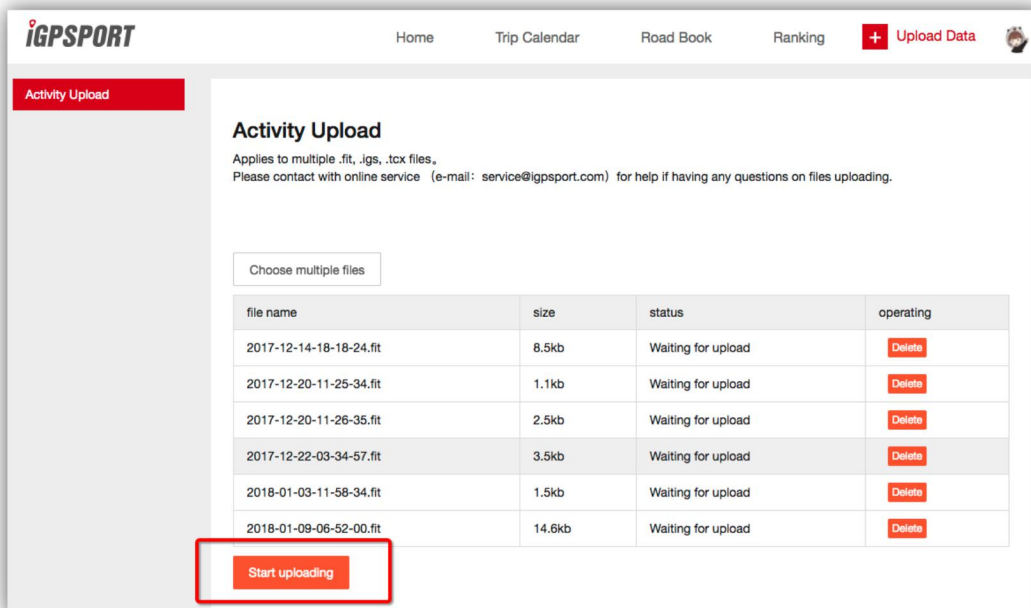 iGPSPORT
Home Trip Calendar Road Book Ranking + Upload Data
Activity Upload
Activity Upload
Applies to multiple .fit, .igs, .tcx files。
Please contact with online service （e-mail：service@igpsport.com）for help if having any questions on files uploading.
Choose multiple files
file name size status operating
2017-12-14-18-18-24.fit 8.5kb Waiting for upload Delete
2017-12-20-11-25-34.fit 1.1kb Waiting for upload Delete
2017-12-20-11-26-35.fit 2.5kb Waiting for upload Delete
2017-12-22-03-34-57.fit 3.5kb Waiting for upload Delete
2018-01-03-11-58-34.fit 1.5kb Waiting for upload Delete
2018-01-09-06-52-00.fit 14.6kb Waiting for upload Delete
Start uploading